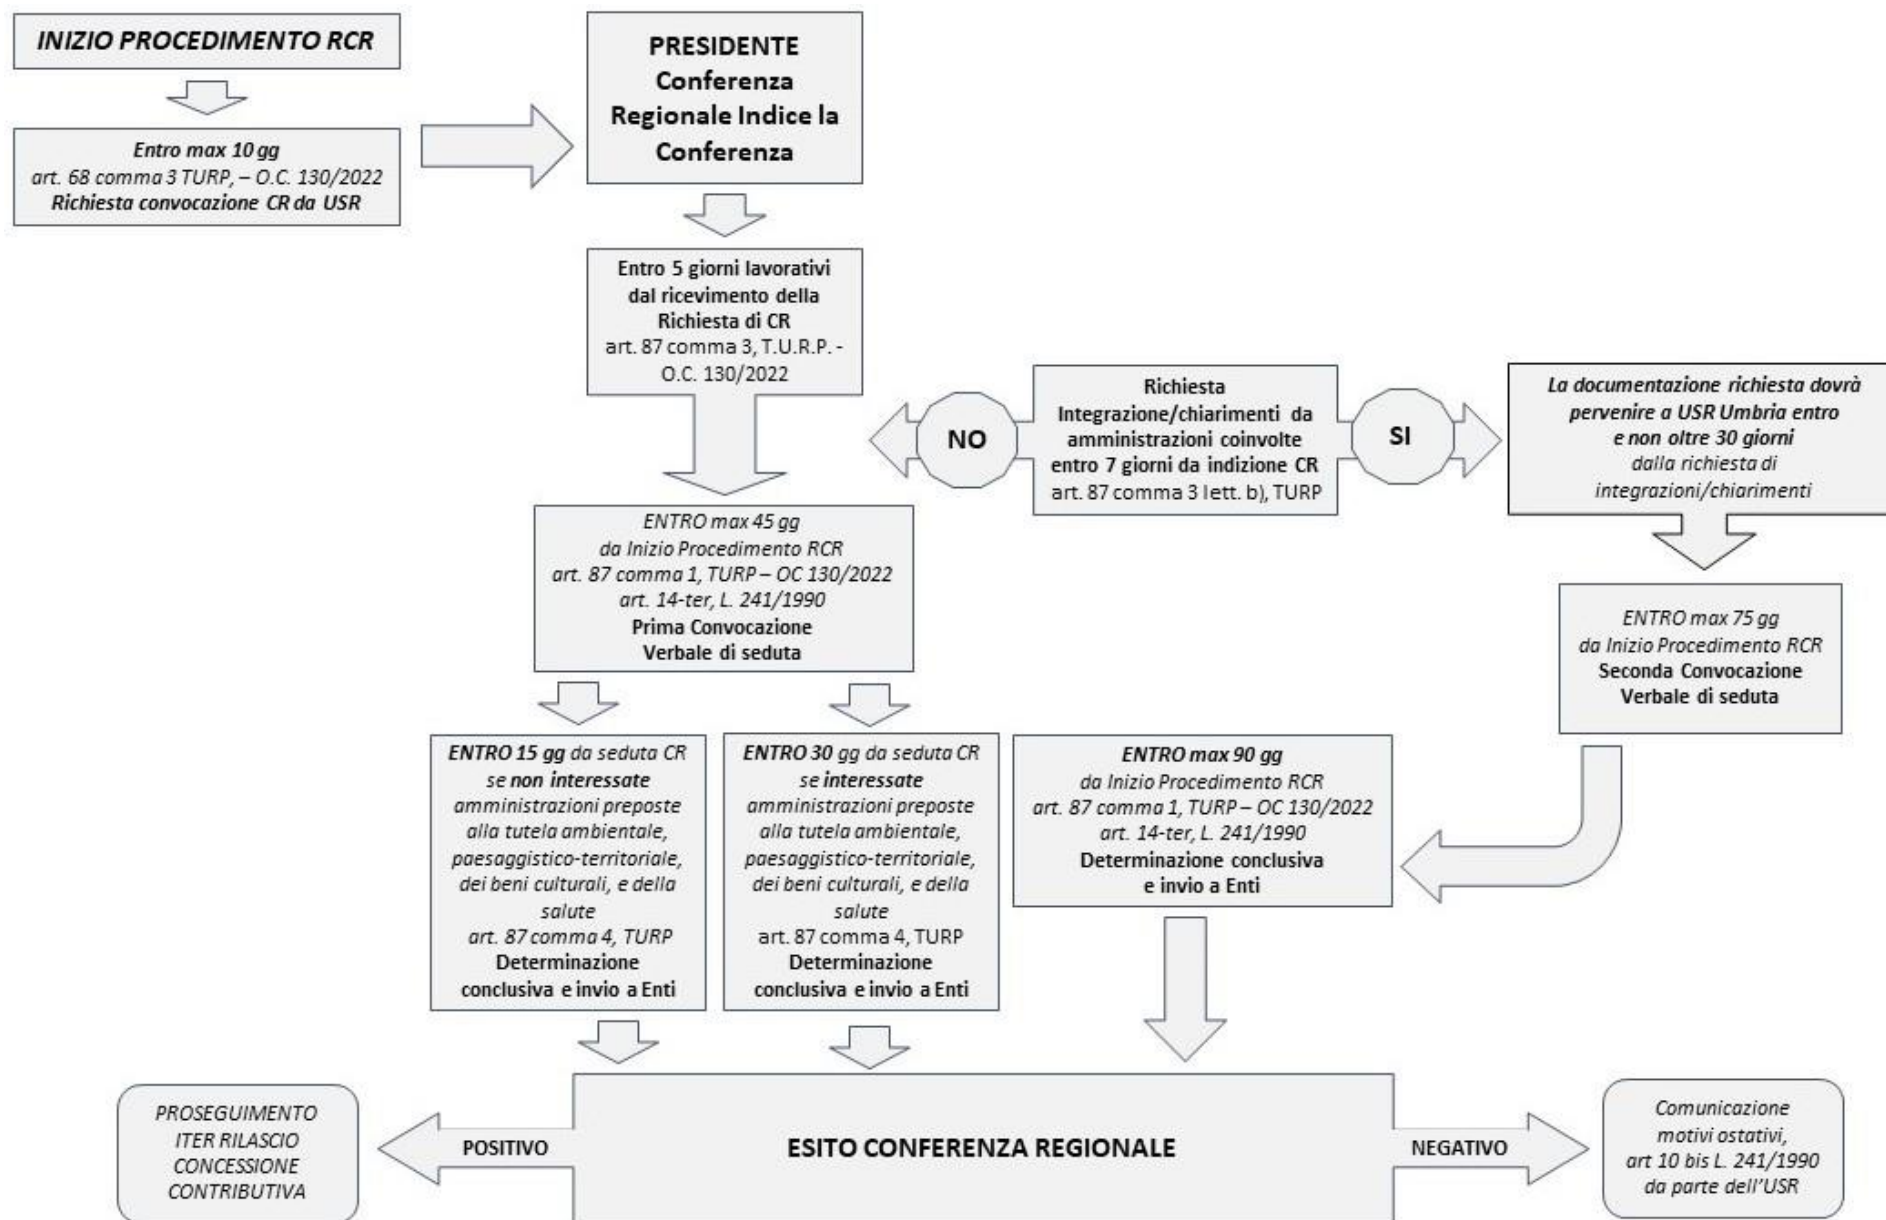 INIZIO PROCEDIMENTO RCR
Entro max 10 gg
art. 68 comma 3 TURP, – O.C. 130/2022
Richiesta convocazione CR da USR
PRESIDENTE
Conferenza
Regionale Indice la
Conferenza
Entro 5 giorni lavorativi
dal ricevimento della
Richiesta di CR
art. 87 comma 3, T.U.R.P. -
O.C. 130/2022
NO
Richiesta
Integrazione/chiarimenti da
amministrazioni coinvolte
entro 7 giorni da indizione CR
art. 87 comma 3 lett. b), TURP
SI
La documentazione richiesta dovrà
pervenire a USR Umbria entro
e non oltre 30 giorni
dalla richiesta di
integrazioni/chiarimenti
ENTRO max 45 gg
da Inizio Procedimento RCR
art. 87 comma 1, TURP – OC 130/2022
art. 14-ter, L. 241/1990
Prima Convocazione
Verbale di seduta
ENTRO max 75 gg
da Inizio Procedimento RCR
Seconda Convocazione
Verbale di seduta
ENTRO 15 gg da seduta CR
se non interessate
amministrazioni preposte
alla tutela ambientale,
paesaggistico-territoriale,
dei beni culturali, e della
salute
art. 87 comma 4, TURP
Determinazione
conclusiva e invio a Enti
ENTRO 30 gg da seduta CR
se interessate
amministrazioni preposte
alla tutela ambientale,
paesaggistico-territoriale,
dei beni culturali, e della
salute
art. 87 comma 4, TURP
Determinazione
conclusiva e invio a Enti
ENTRO max 90 gg
da Inizio Procedimento RCR
art. 87 comma 1, TURP – OC 130/2022
art. 14-ter, L. 241/1990
Determinazione conclusiva
e invio a Enti
PROSEGUIMENTO
ITER RILASCIO
CONCESSIONE
CONTRIBUTIVA
POSITIVO
ESITO CONFERENZA REGIONALE
NEGATIVO
Comunicazione
motivi ostativi,
art 10 bis L. 241/1990
da parte dell'USR